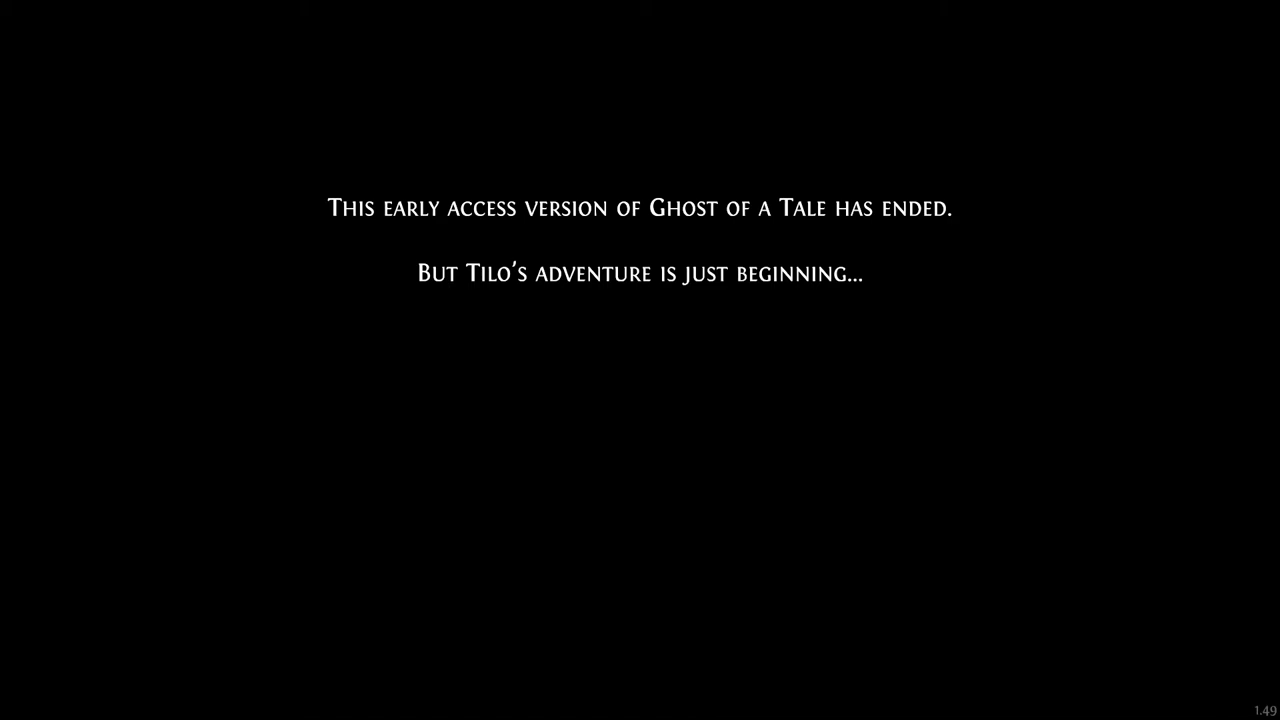 This early access version of Ghost of a Tale has ended.
But Tilo's adventure is just beginning...
1.49